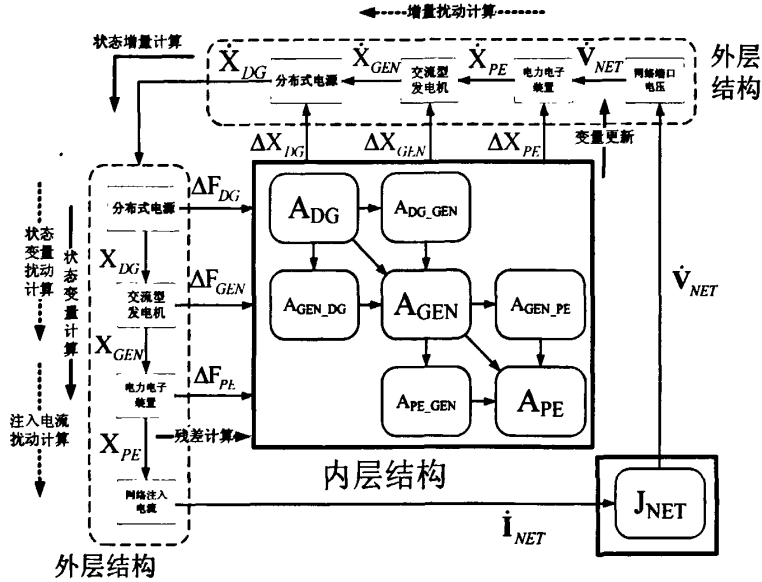 增量扰动计算
状态增量计算
Ẋ_DG
分布式电源
Ẋ_GEN
交流型
发电机
Ẋ_PE
电力电子
装置
V̇_NET
网络端口
电压
外层
结构
ΔX_DG
ΔX_GEN
ΔX_PE
变量更新
状态
变量
扰动
计算
状态变量计算
注入电流
扰动计算
分布式电源
ΔF_DG
X_DG
交流型
发电机
ΔF_GEN
X_GEN
电力电子
装置
ΔF_PE
X_PE
残差计算
网络注入
电流
外层结构
A_DG
A_DG_GEN
A_GEN_DG
A_GEN
A_GEN_PE
A_PE_GEN
A_PE
内层结构
V̇_NET
J_NET
İ_NET